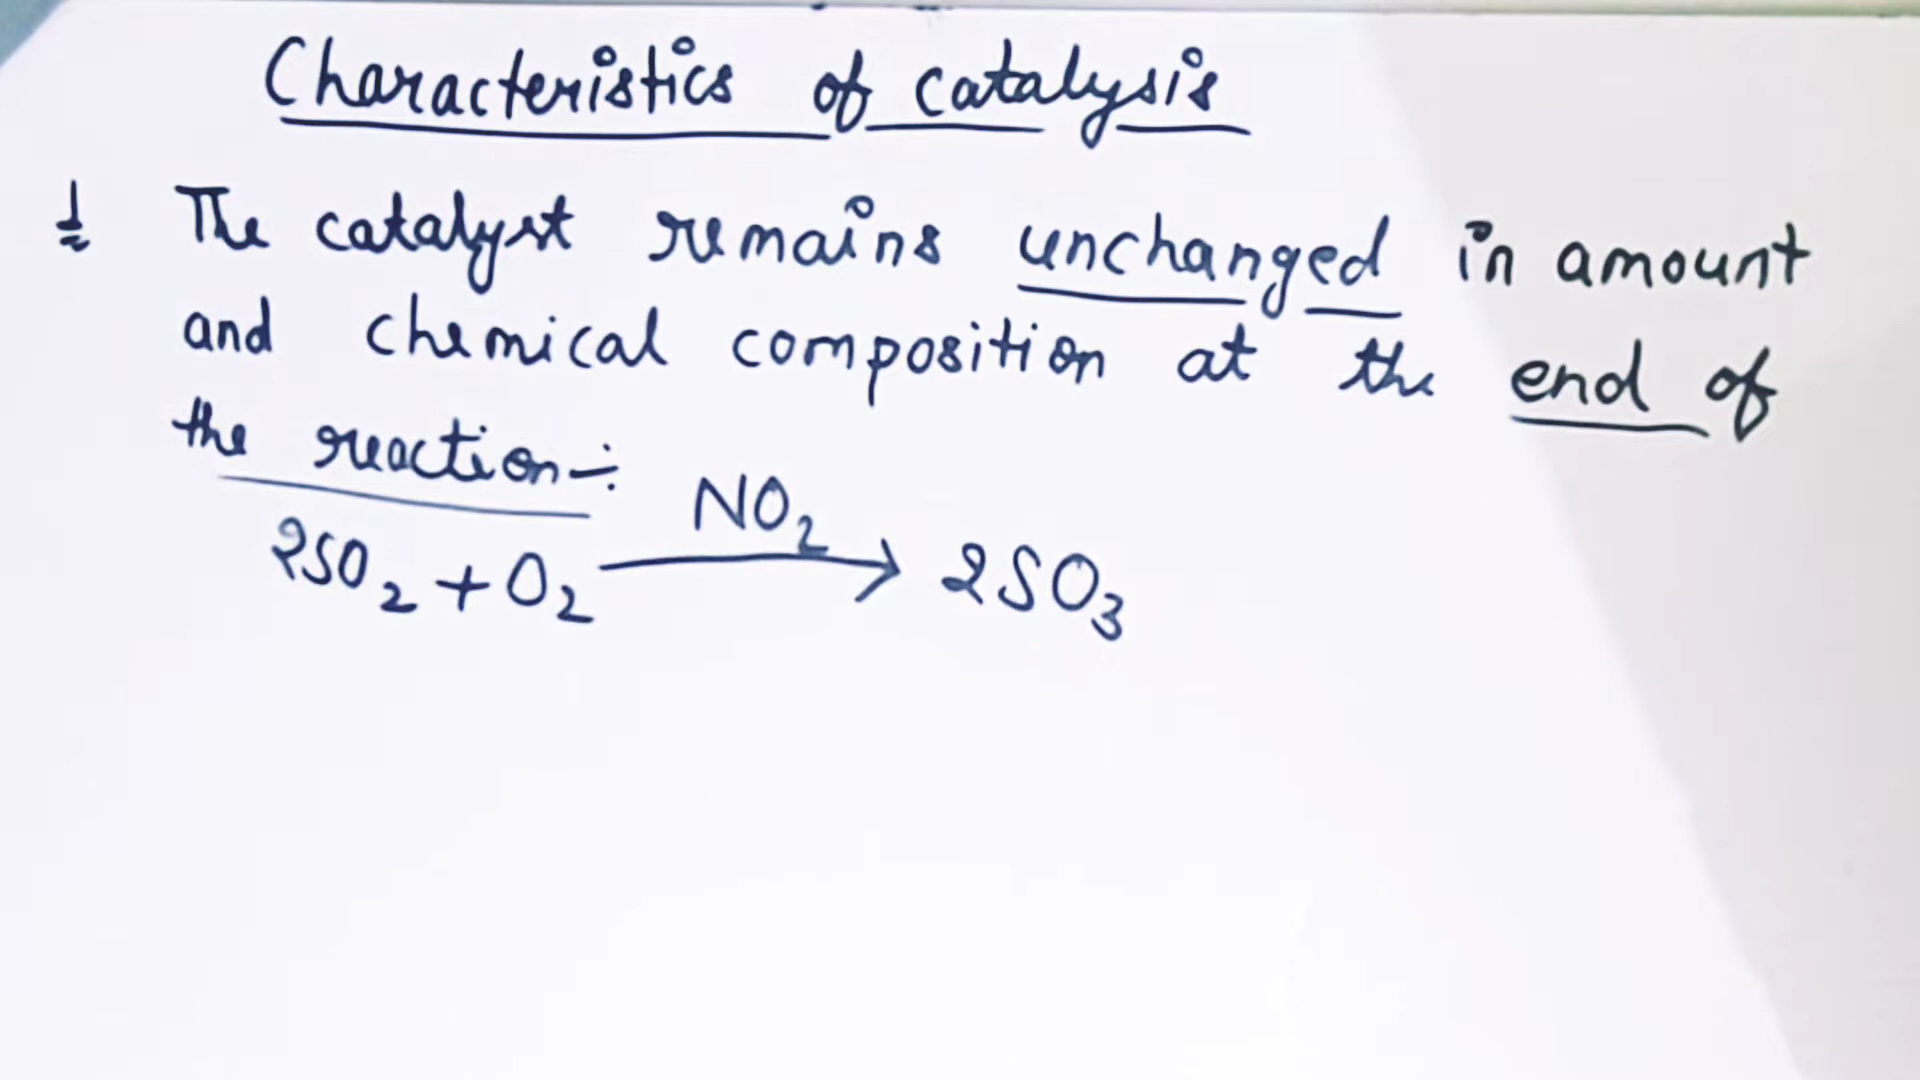 Characteristics of catalysis
1 The catalyst remains unchanged in amount
and chemical composition at the end of
the reaction:-
2SO₂ + O₂ —NO₂→ 2SO₃